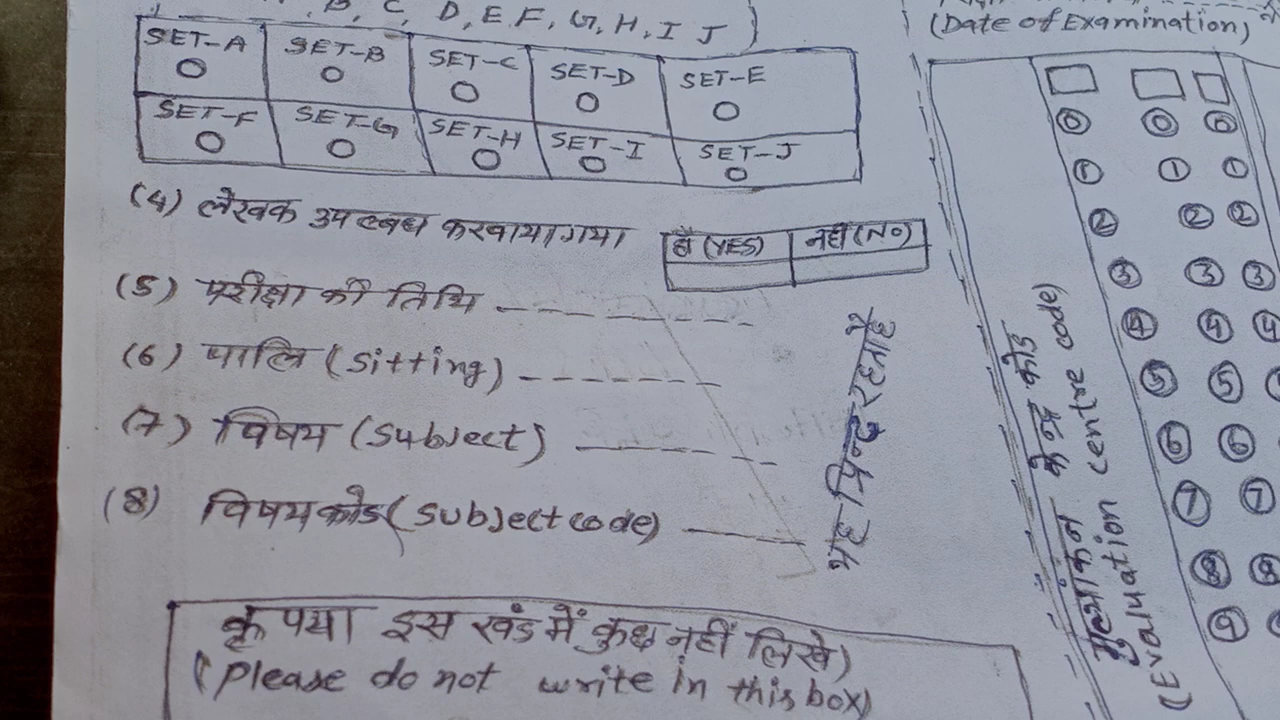 B, C, D, E F, G, H, I J )
SET-A SET-B SET-C SET-D SET-E
SET-F SET-G SET-H SET-I SET-J
(4) लेखक उपलब्ध करवाया गया हाँ (YES) नहीं (NO)
(5) परीक्षा की तिथि
(6) पालि (Sitting)
(7) विषय (Subject)
(8) विषय कोड (Subject code)
यह प्रिन्ट रहता है
कृपया इस खंड में कुछ नहीं लिखे)
(Please do not write in this box)
(Date of Examination)
मुल्यांकन केन्द्र कोड
(Evaluation centre code)
0 0 0
1 1 1
2 2 2
3 3 3
4 4 4
5 5
6 6
7 7
8 8
9